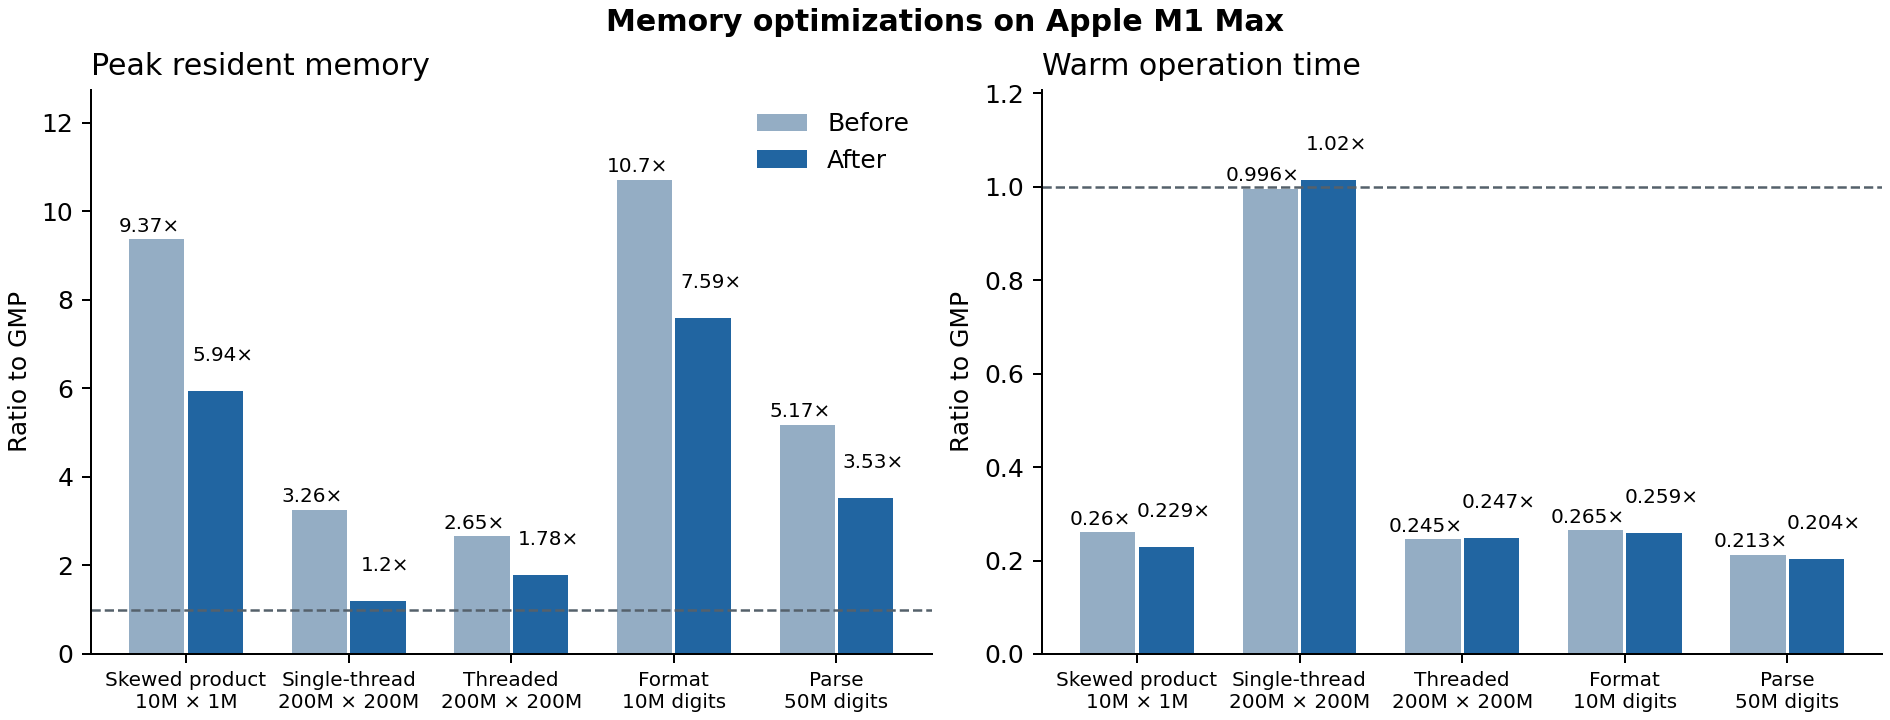 Memory optimizations on Apple M1 Max
Peak resident memory
Ratio to GMP
12
10
8
6
4
2
0
Before
After
9.37×
5.94×
3.26×
1.2×
2.65×
1.78×
10.7×
7.59×
5.17×
3.53×
Skewed product
10M × 1M
Single-thread
200M × 200M
Threaded
200M × 200M
Format
10M digits
Parse
50M digits
Warm operation time
Ratio to GMP
1.2
1.0
0.8
0.6
0.4
0.2
0.0
0.26×
0.229×
0.996×
1.02×
0.245×
0.247×
0.265×
0.259×
0.213×
0.204×
Skewed product
10M × 1M
Single-thread
200M × 200M
Threaded
200M × 200M
Format
10M digits
Parse
50M digits